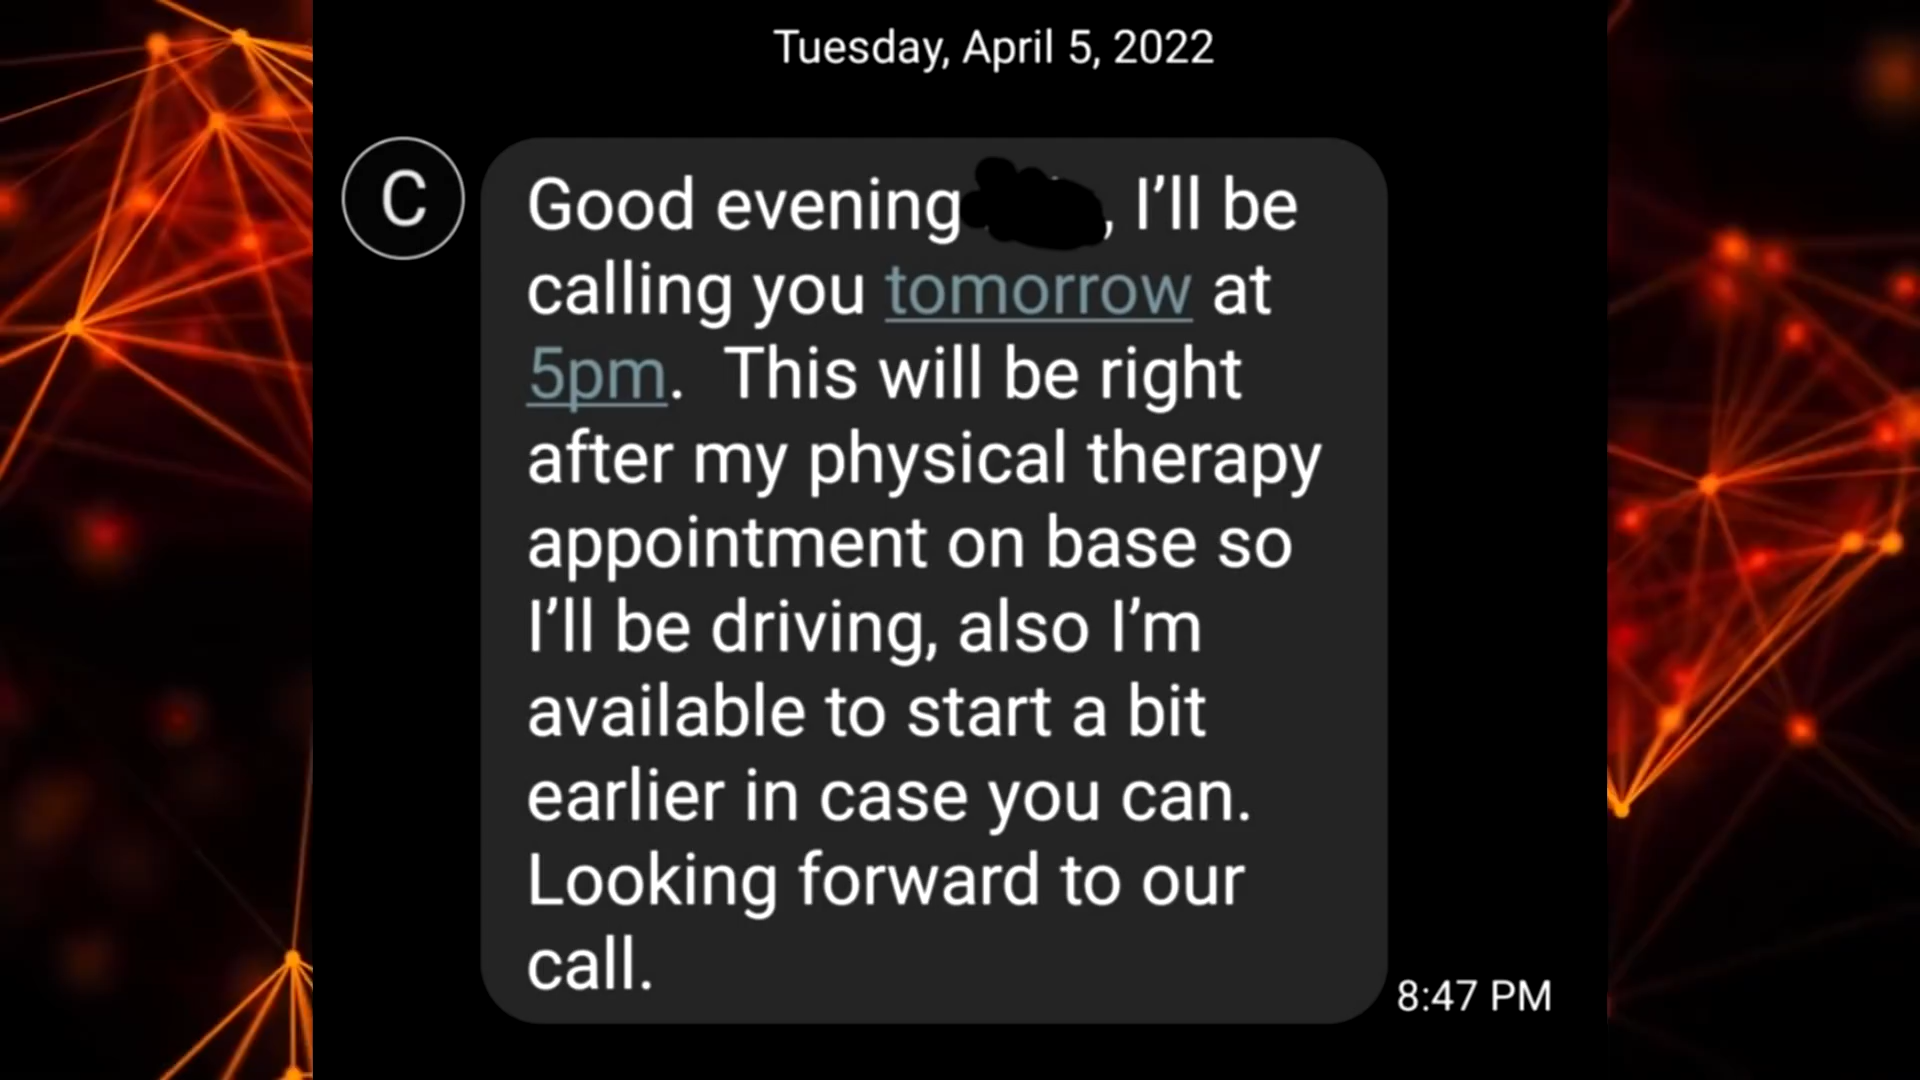 Tuesday, April 5, 2022
C
Good evening , I’ll be
calling you tomorrow at
5pm.  This will be right
after my physical therapy
appointment on base so
I’ll be driving, also I’m
available to start a bit
earlier in case you can.
Looking forward to our
call.
8:47 PM